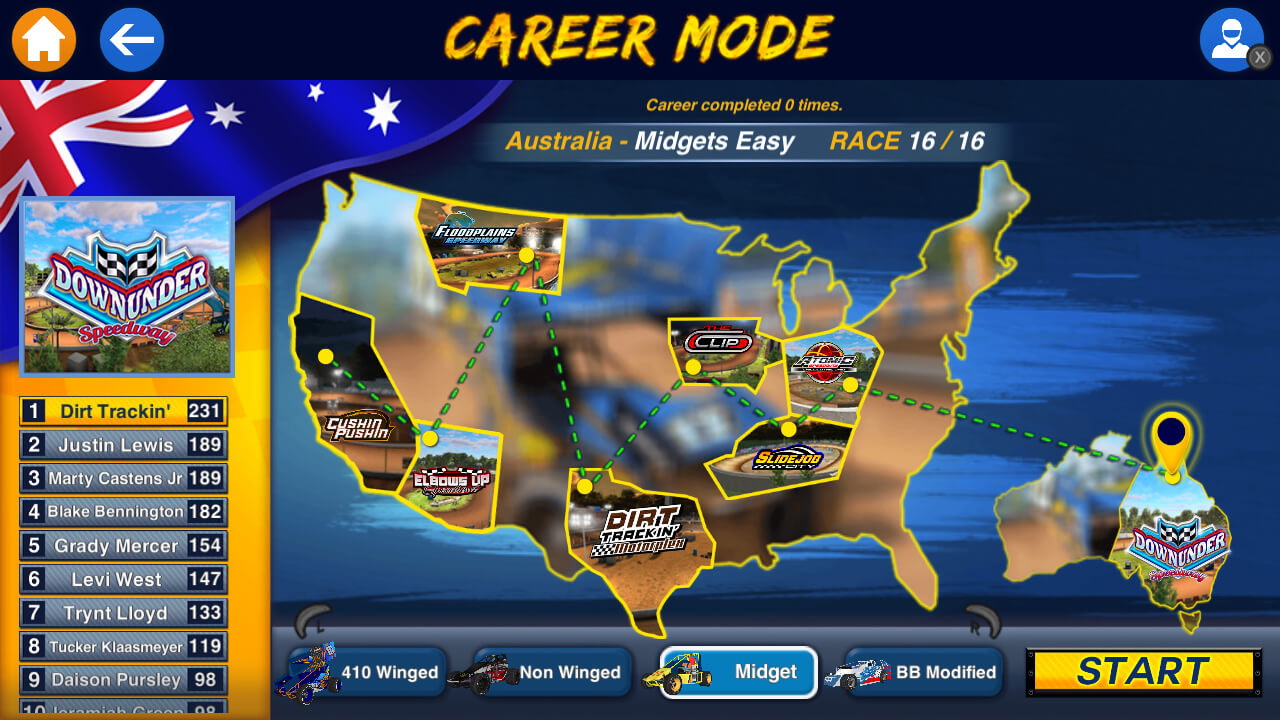 CAREER MODE
X
Career completed 0 times.
Australia - Midgets Easy RACE 16 / 16
DOWNUNDER
Speedway
1 Dirt Trackin' 231
2 Justin Lewis 189
3 Marty Castens Jr 189
4 Blake Bennington 182
5 Grady Mercer 154
6 Levi West 147
7 Trynt Lloyd 133
8 Tucker Klaasmeyer 119
9 Daison Pursley 98
10 Jeremiah Green 98
FLOODPLAINS
SPEEDWAY
CUSHIN
PUSHIN
ELBOWS UP
THE
CLIP
ATOMIC
SLIDEJOB
CITY
DIRT
TRACKIN'
Motorplex
DOWNUNDER
Speedway
L
R
410 Winged
Non Winged
Midget
BB Modified
START